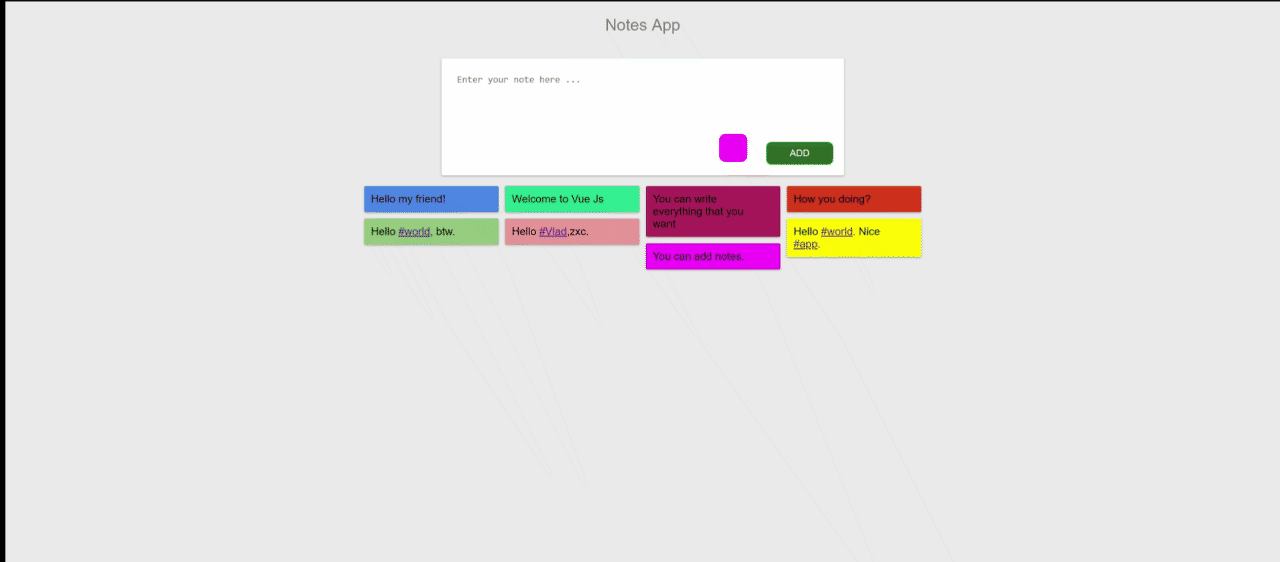 Notes App
Enter your note here ...
ADD
Hello my friend!
Welcome to Vue Js
You can write
everything that you
want
How you doing?
Hello #world, btw.
Hello #Vlad,zxc.
You can add notes.
Hello #world. Nice
#app.